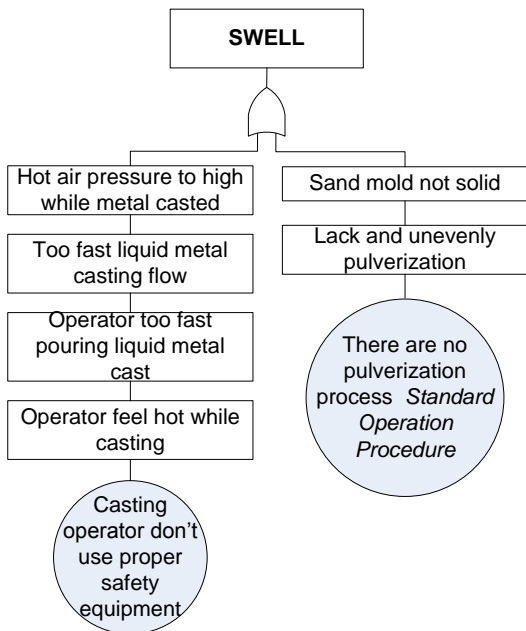 SWELL
Hot air pressure to high
while metal casted
Too fast liquid metal
casting flow
Operator too fast
pouring liquid metal
cast
Operator feel hot while
casting
Casting
operator don’t
use proper
safety
equipment
Sand mold not solid
Lack and unevenly
pulverization
There are no
pulverization
process Standard
Operation
Procedure